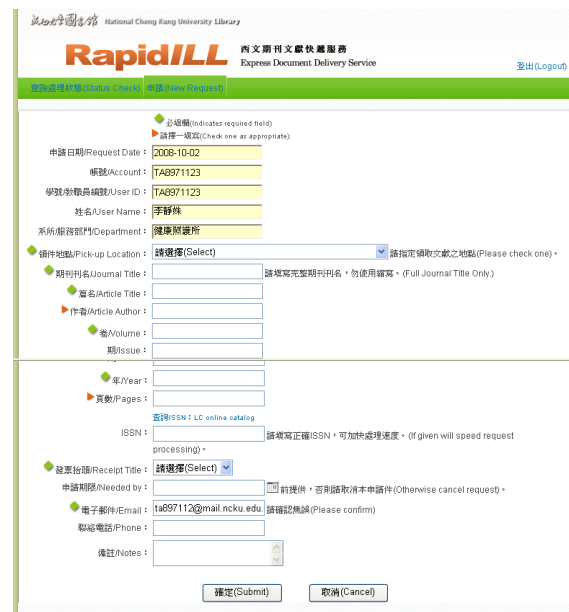 成功大學圖書館 National Cheng Kung University Library
RapidILL 西文期刊文獻快遞服務
Express Document Delivery Service
登出(Logout)
查詢處理狀態(Status Check) 申請(New Request)
必填欄(Indicates required field)
請擇一填寫(Check one as appropriate)
申請日期/Request Date： 2008-10-02
帳號/Account： TA8971123
學號/教職員編號/User ID： TA8971123
姓名/User Name： 李靜姝
系所/服務部門/Department： 健康照護所
領件地點/Pick-up Location： 請選擇(Select) 請指定領取文獻之地點(Please check one)。
期刊刊名/Journal Title： 請填寫完整期刊刊名，勿使用縮寫。(Full Journal Title Only.)
篇名/Article Title：
作者/Article Author：
卷/Volume：
期/Issue：
年/Year：
頁數/Pages：
查詢ISSN：LC online catalog
ISSN： 請填寫正確ISSN，可加快處理速度。(If given will speed request
processing)。
發票抬頭/Receipt Title： 請選擇(Select)
申請期限/Needed by： 前提供，否則請取消本申請件(Otherwise cancel request)。
電子郵件/Email： ta897112@mail.ncku.edu. 請確認無誤(Please confirm)
聯絡電話/Phone：
備註/Notes：
確定(Submit) 取消(Cancel)